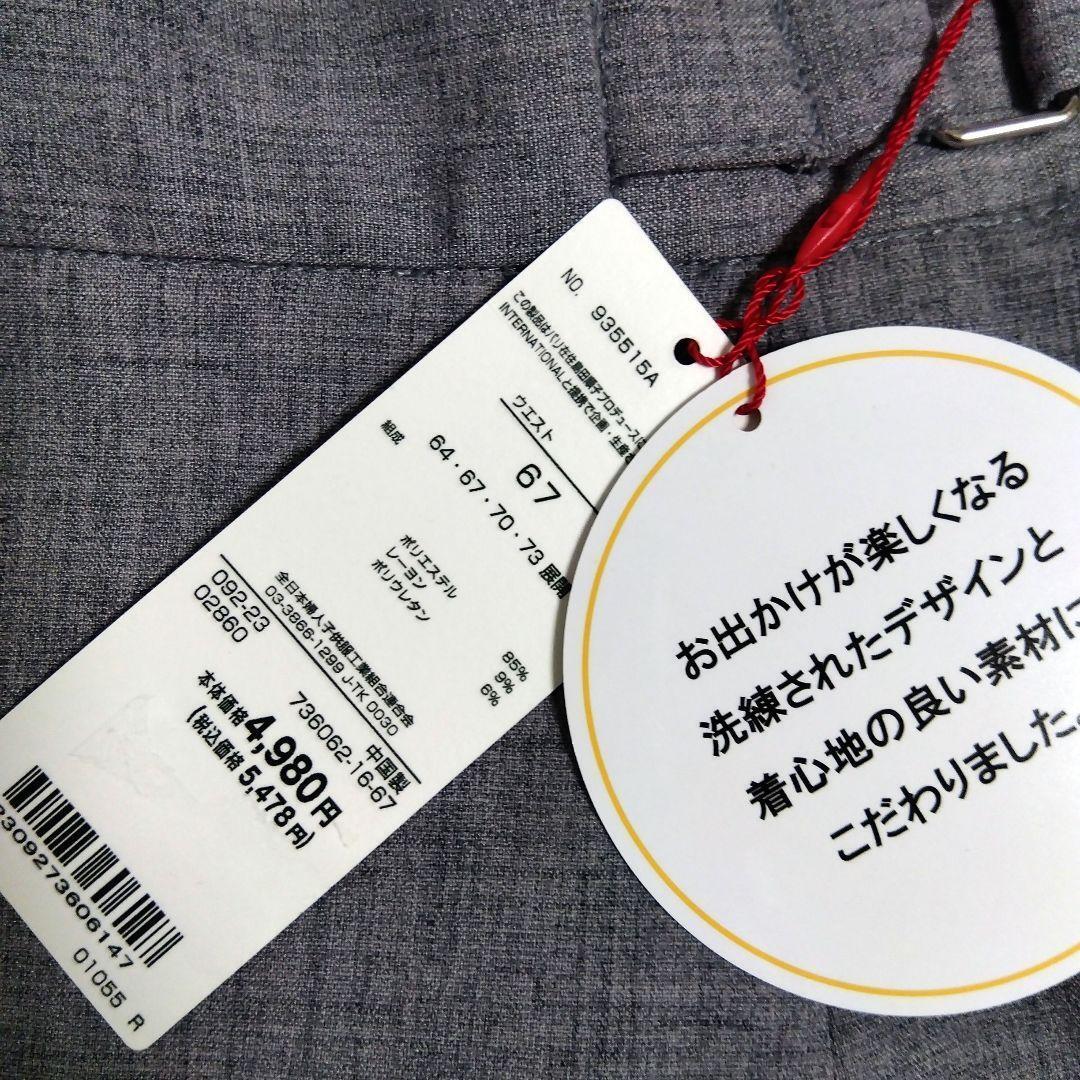 NO. 935515A
この製品はパリ在住島田順子プロデュース
INTERNATIONALと提携で企画・生産
ウエスト 67
64・67・70・73 展開
組成
ポリエステル 85%
レーヨン 9%
ポリウレタン 6%
全日本婦人子供服工業組合連合会
03-3866-1299 J-TK 0030
092-23 中国製
02860 736062-16-67
本体価格 4,980円
(税込価格 5,478円)
2309273606147
01055 R
お出かけが楽しくなる
洗練されたデザインと
着心地の良い素材に
こだわりました。